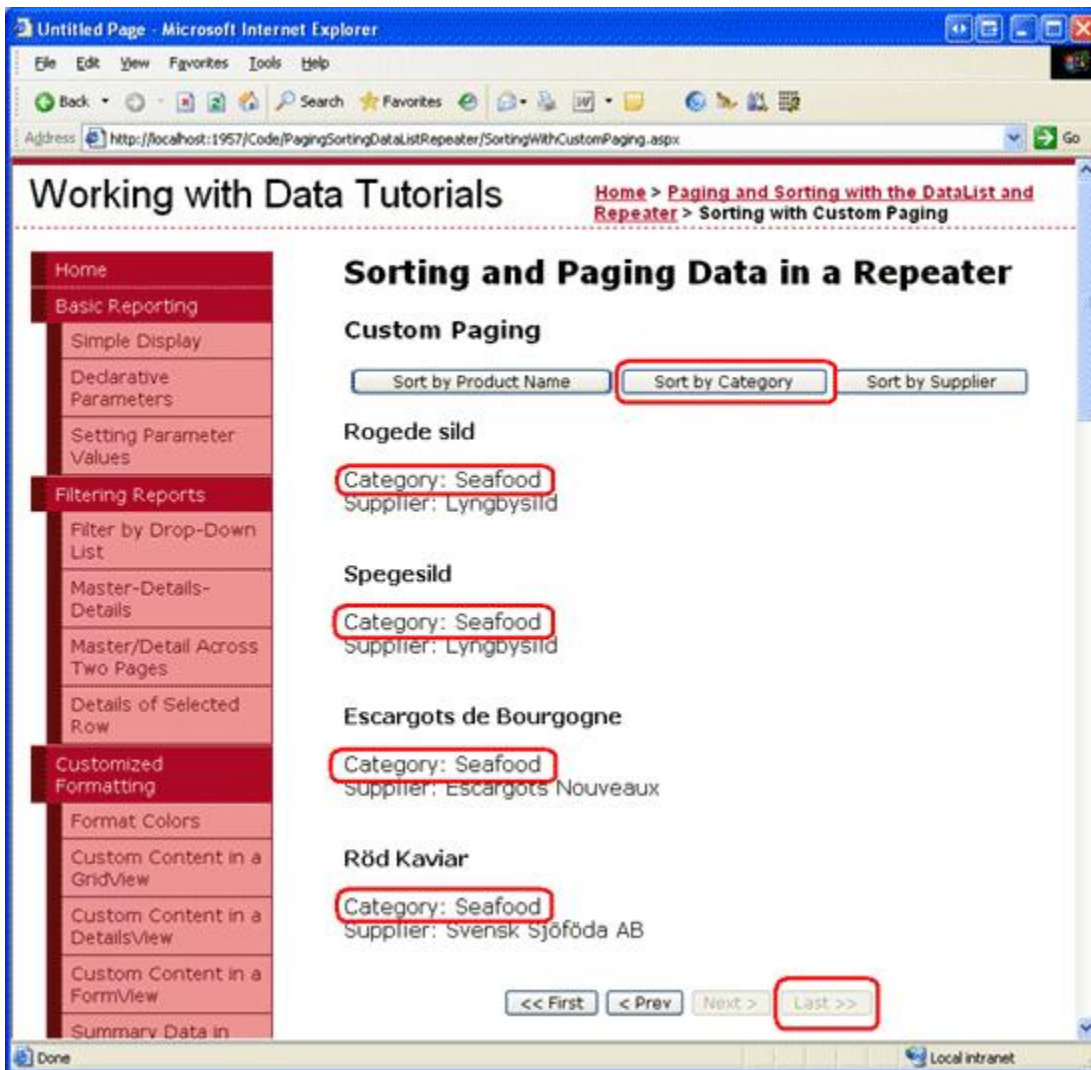 Untitled Page - Microsoft Internet Explorer
File Edit View Favorites Tools Help
Back Search Favorites
Address http://localhost:1957/Code/PagingSortingDataListRepeater/SortingWithCustomPaging.aspx Go
Working with Data Tutorials
Home > Paging and Sorting with the DataList and
Repeater > Sorting with Custom Paging
Home
Basic Reporting
Simple Display
Declarative
Parameters
Setting Parameter
Values
Filtering Reports
Filter by Drop-Down
List
Master-Details-
Details
Master/Detail Across
Two Pages
Details of Selected
Row
Customized
Formatting
Format Colors
Custom Content in a
GridView
Custom Content in a
DetailsView
Custom Content in a
FormView
Summary Data in
Sorting and Paging Data in a Repeater
Custom Paging
Sort by Product Name Sort by Category Sort by Supplier
Rogede sild
Category: Seafood
Supplier: Lyngbysild
Spegesild
Category: Seafood
Supplier: Lyngbysild
Escargots de Bourgogne
Category: Seafood
Supplier: Escargots Nouveaux
Röd Kaviar
Category: Seafood
Supplier: Svensk Sjöföda AB
<< First < Prev Next > Last >>
Done
Local intranet